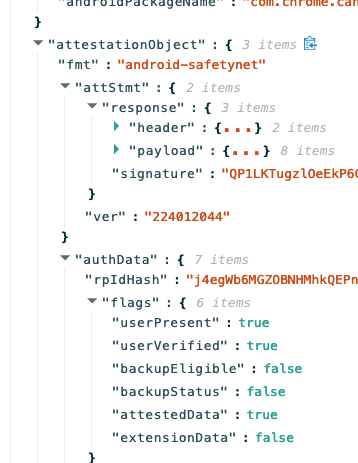 "androidPackageName" : "com.chrome.can
}
"attestationObject" : { 3 items
"fmt" : "android-safetynet"
"attStmt" : { 2 items
"response" : { 3 items
"header" : {...} 2 items
"payload" : {...} 8 items
"signature" : "QP1LKTugzlOeEkP6
}
"ver" : "224012044"
}
"authData" : { 7 items
"rpIdHash" : "j4egWb6MGZOBNHMhkQEPn
"flags" : { 6 items
"userPresent" : true
"userVerified" : true
"backupEligible" : false
"backupStatus" : false
"attestedData" : true
"extensionData" : false
}